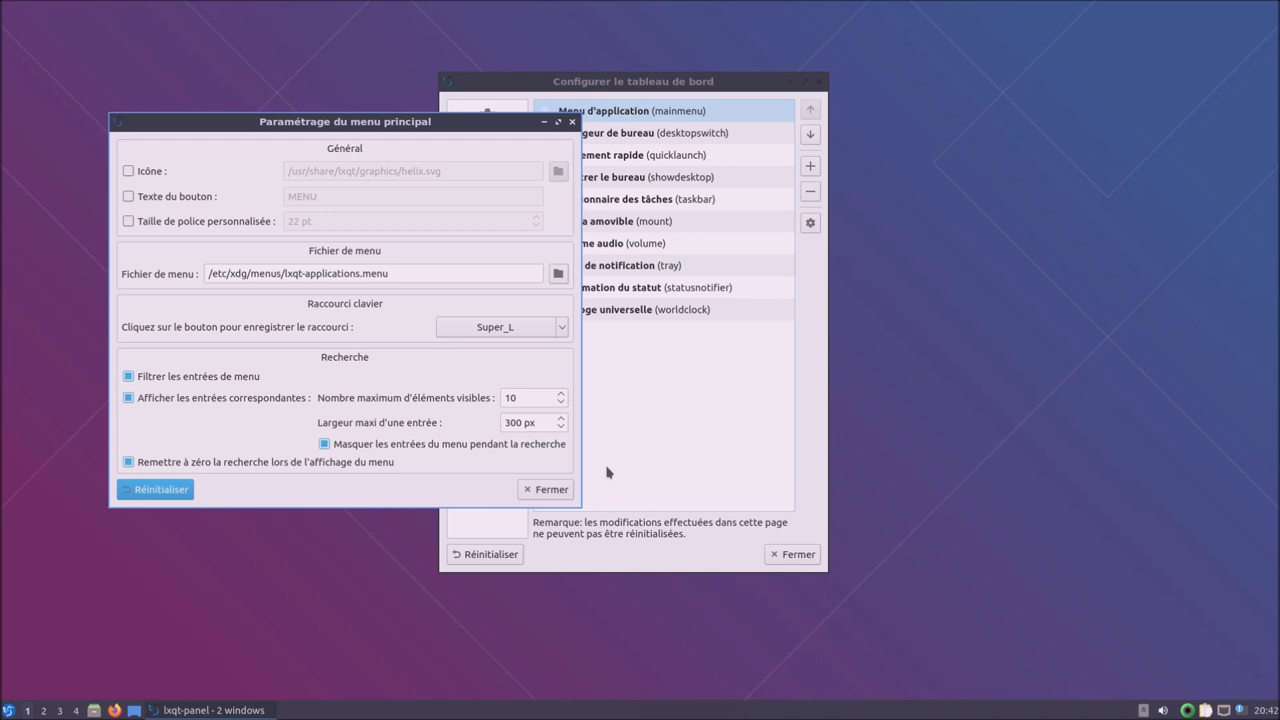 Configurer le tableau de bord
Menu d'application (mainmenu)
geur de bureau (desktopswitch)
ement rapide (quicklaunch)
rer le bureau (showdesktop)
onnaire des tâches (taskbar)
a amovible (mount)
me audio (volume)
de notification (tray)
mation du statut (statusnotifier)
oge universelle (worldclock)
Remarque: les modifications effectuées dans cette page
ne peuvent pas être réinitialisées.
Réinitialiser
Fermer
Paramétrage du menu principal
Général
Icône : /usr/share/lxqt/graphics/helix.svg
Texte du bouton : MENU
Taille de police personnalisée : 22 pt
Fichier de menu
Fichier de menu : /etc/xdg/menus/lxqt-applications.menu
Raccourci clavier
Cliquez sur le bouton pour enregistrer le raccourci : Super_L
Recherche
Filtrer les entrées de menu
Afficher les entrées correspondantes : Nombre maximum d'éléments visibles : 10
Largeur maxi d'une entrée : 300 px
Masquer les entrées du menu pendant la recherche
Remettre à zéro la recherche lors de l'affichage du menu
Réinitialiser
Fermer
1 2 3 4 lxqt-panel - 2 windows 20:42